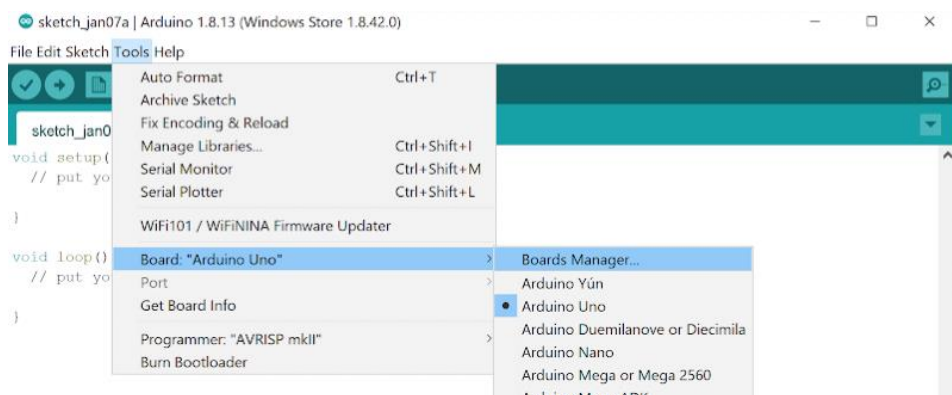 sketch_jan07a | Arduino 1.8.13 (Windows Store 1.8.42.0)
File Edit Sketch Tools Help
sketch_jan0
void setup(
// put yo
}
void loop()
// put yo
}
Auto Format Ctrl+T
Archive Sketch
Fix Encoding & Reload
Manage Libraries... Ctrl+Shift+I
Serial Monitor Ctrl+Shift+M
Serial Plotter Ctrl+Shift+L
WiFi101 / WiFiNINA Firmware Updater
Board: "Arduino Uno"
Port
Get Board Info
Programmer: "AVRISP mkII"
Burn Bootloader
Boards Manager...
Arduino Yún
Arduino Uno
Arduino Duemilanove or Diecimila
Arduino Nano
Arduino Mega or Mega 2560